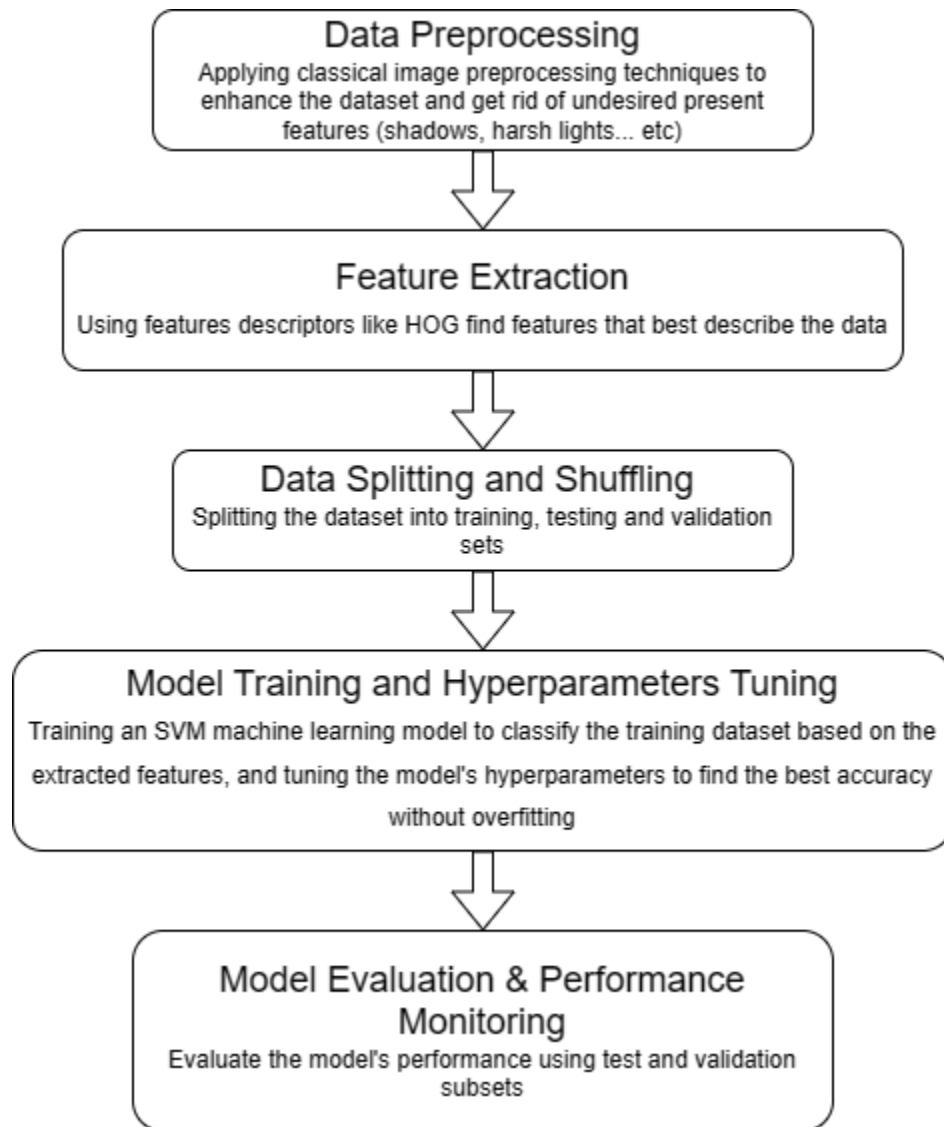 Data Preprocessing
Applying classical image preprocessing techniques to
enhance the dataset and get rid of undesired present
features (shadows, harsh lights... etc)
Feature Extraction
Using features descriptors like HOG find features that best describe the data
Data Splitting and Shuffling
Splitting the dataset into training, testing and validation
sets
Model Training and Hyperparameters Tuning
Training an SVM machine learning model to classify the training dataset based on the
extracted features, and tuning the model's hyperparameters to find the best accuracy
without overfitting
Model Evaluation & Performance
Monitoring
Evaluate the model's performance using test and validation
subsets